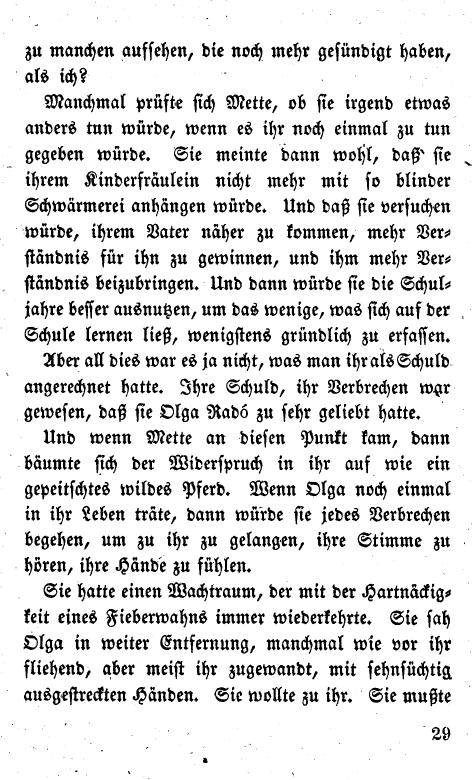 zu manchen aufsehen, die noch mehr gesündigt haben,
als ich?
Manchmal prüfte sich Mette, ob sie irgend etwas
anders tun würde, wenn es ihr noch einmal zu tun
gegeben würde. Sie meinte dann wohl, daß sie
ihrem Kinderfräulein nicht mehr mit so blinder
Schwärmerei anhängen würde. Und daß sie versuchen
würde, ihrem Vater näher zu kommen, mehr Ver-
ständnis für ihn zu gewinnen, und ihm mehr Ver-
ständnis beizubringen. Und dann würde sie die Schul-
jahre besser ausnutzen, um das wenige, was sich auf der
Schule lernen ließ, wenigstens gründlich zu erfassen.
Aber all dies war es ja nicht, was man ihr als Schuld
angerechnet hatte. Ihre Schuld, ihr Verbrechen war
gewesen, daß sie Olga Radó zu sehr geliebt hatte.
Und wenn Mette an diesen Punkt kam, dann
bäumte sich der Widerspruch in ihr auf wie ein
gepeitschtes wildes Pferd. Wenn Olga noch einmal
in ihr Leben träte, dann würde sie jedes Verbrechen
begehen, um zu ihr zu gelangen, ihre Stimme zu
hören, ihre Hände zu fühlen.
Sie hatte einen Wachtraum, der mit der Hartnäckig-
keit eines Fieberwahns immer wiederkehrte. Sie sah
Olga in weiter Entfernung, manchmal wie vor ihr
fliehend, aber meist ihr zugewandt, mit sehnsüchtig
ausgestreckten Händen. Sie wollte zu ihr. Sie mußte
29